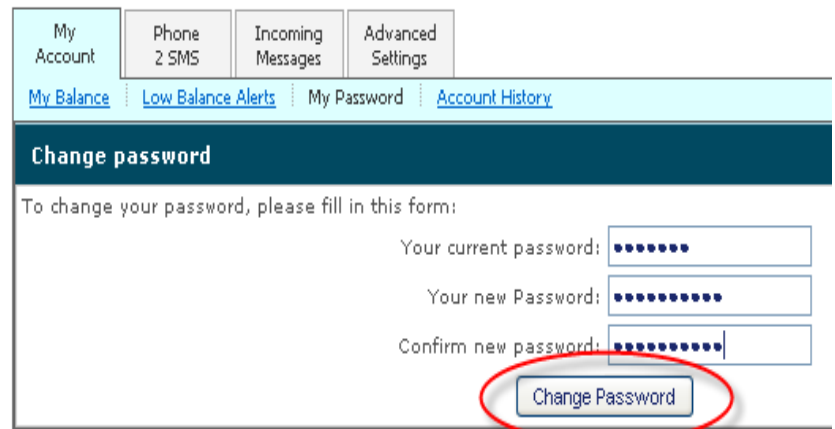 My Account
Phone 2 SMS
Incoming Messages
Advanced Settings
My Balance Low Balance Alerts My Password Account History
Change password
To change your password, please fill in this form:
Your current password: •••••••
Your new Password: ••••••••••
Confirm new password: ••••••••••
Change Password